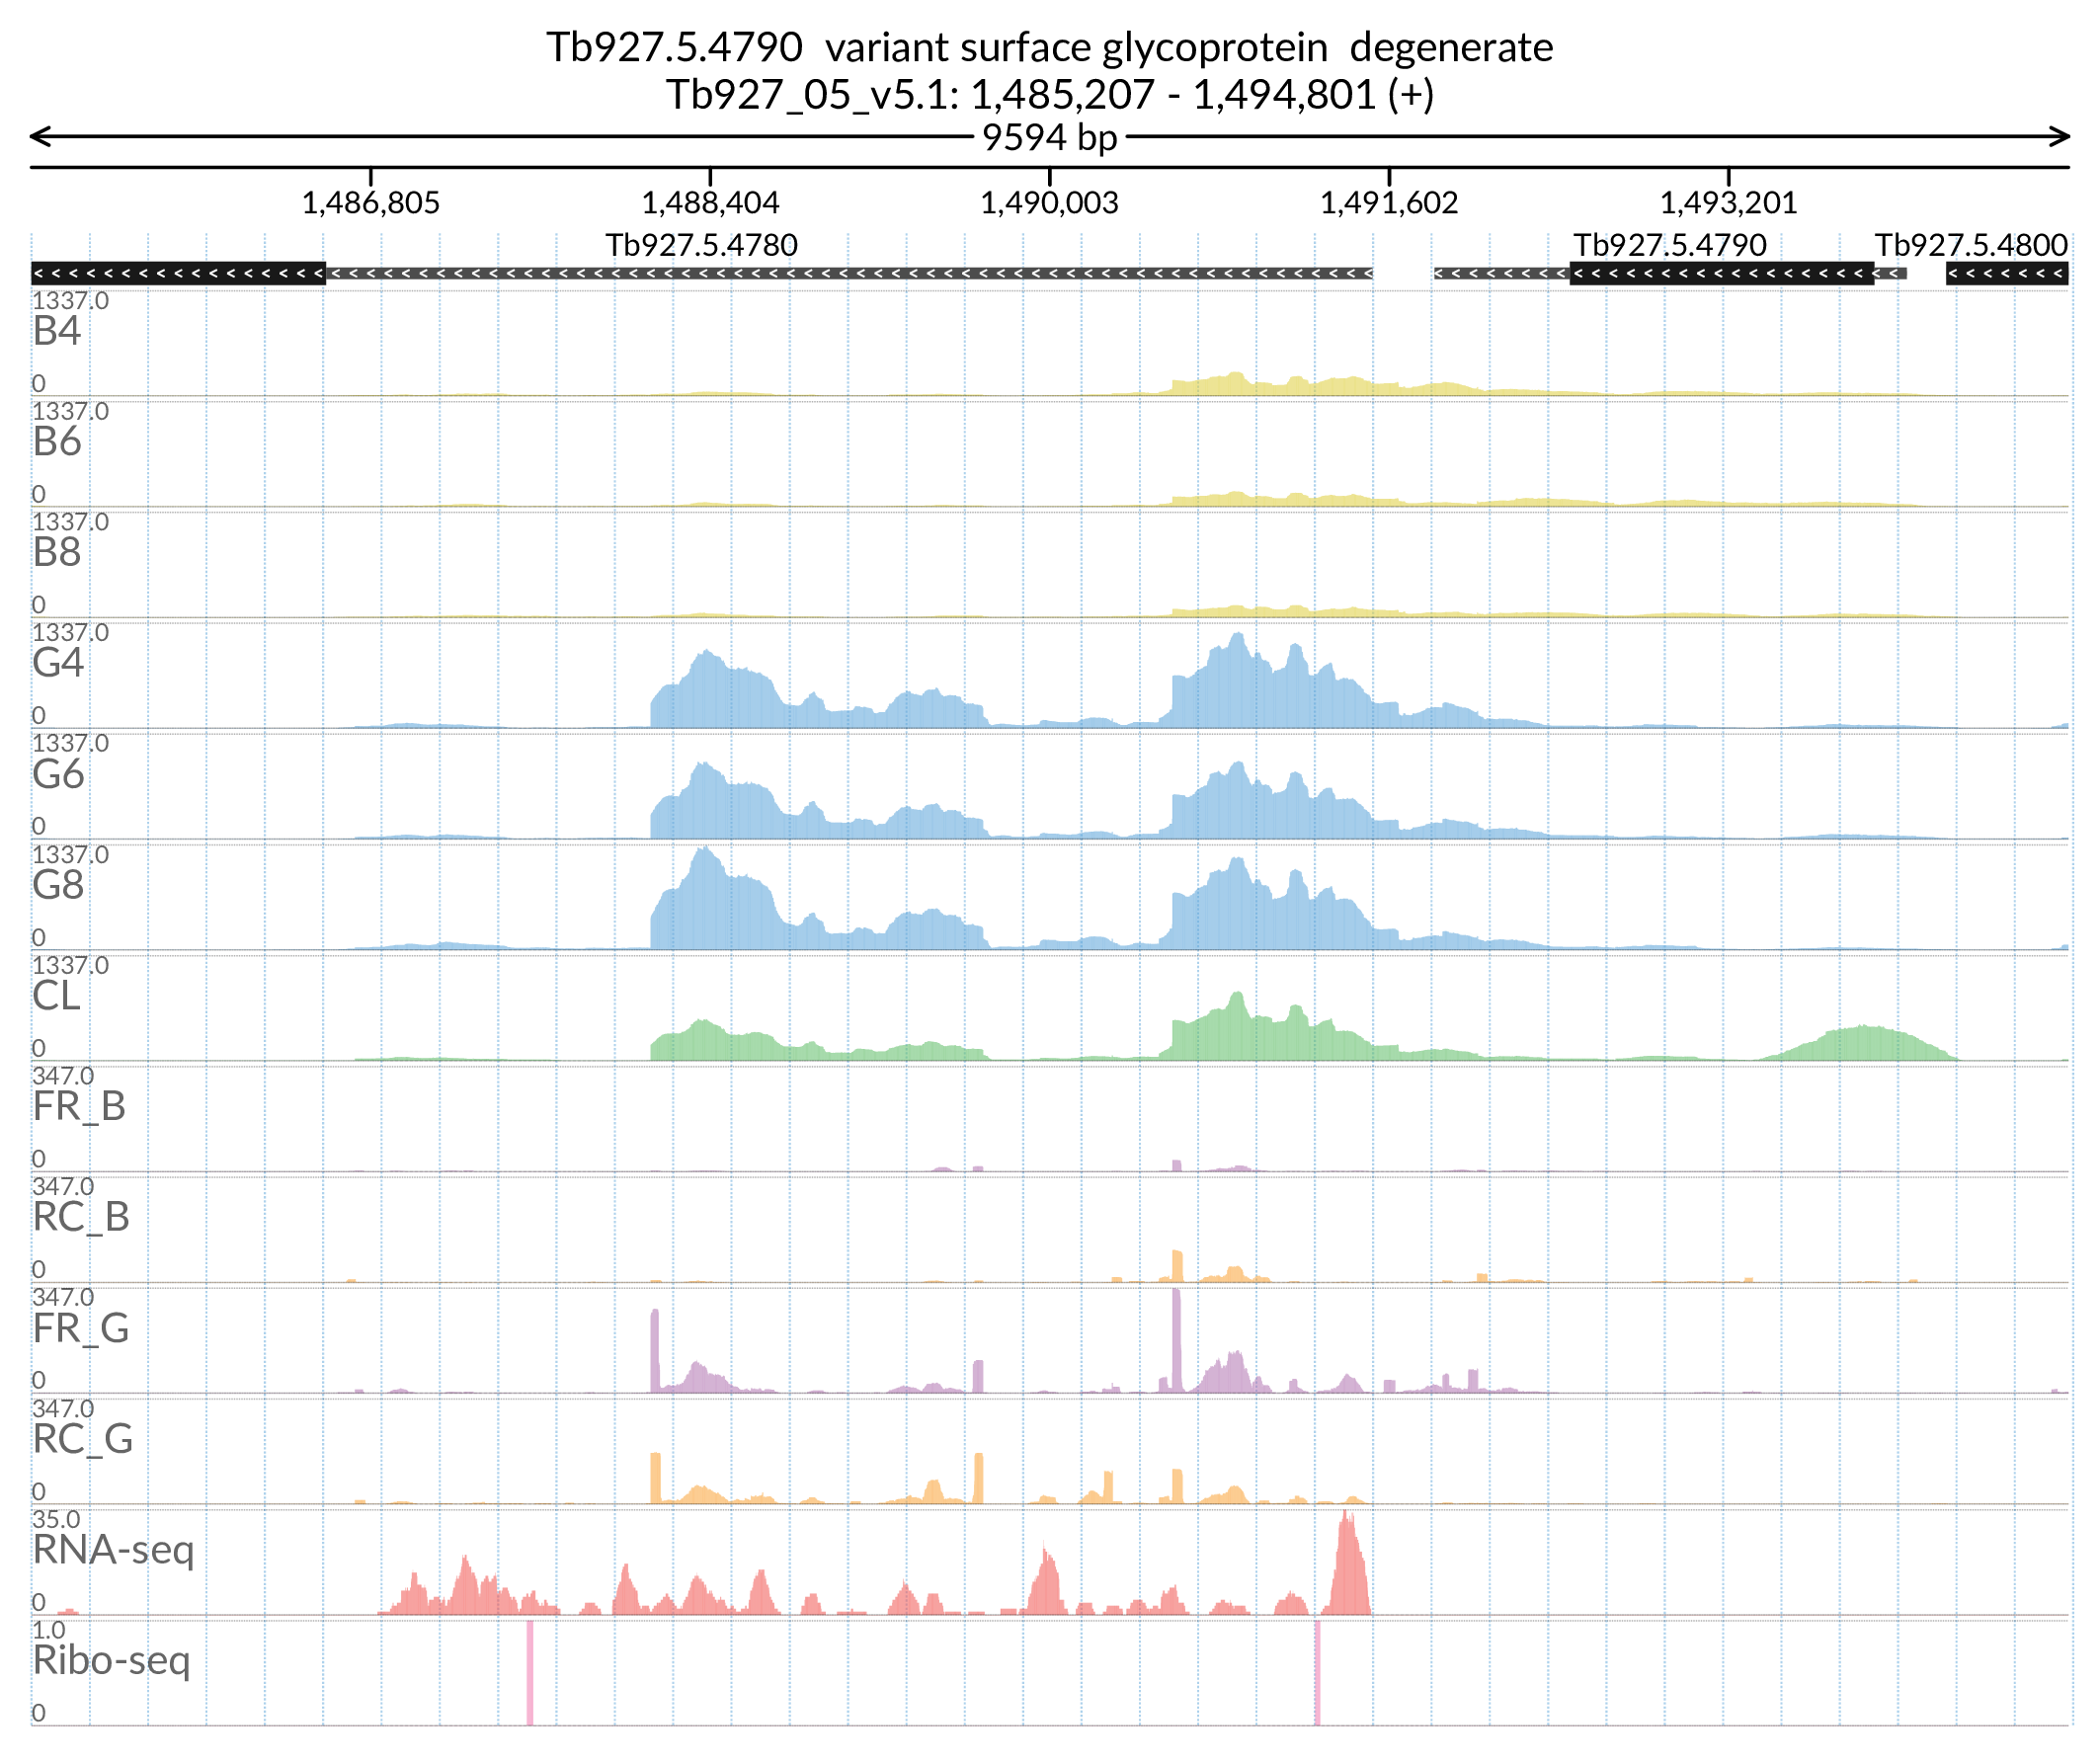 Tb927.5.4790  variant surface glycoprotein  degenerate
Tb927_05_v5.1: 1,485,207 - 1,494,801 (+)
9594 bp
1,486,805 1,488,404 1,490,003 1,491,602 1,493,201
Tb927.5.4780 Tb927.5.4790 Tb927.5.4800
1337.0
B4
0
1337.0
B6
0
1337.0
B8
0
1337.0
G4
0
1337.0
G6
0
1337.0
G8
0
1337.0
CL
0
347.0
FR_B
0
347.0
RC_B
0
347.0
FR_G
0
347.0
RC_G
0
35.0
RNA-seq
0
1.0
Ribo-seq
0